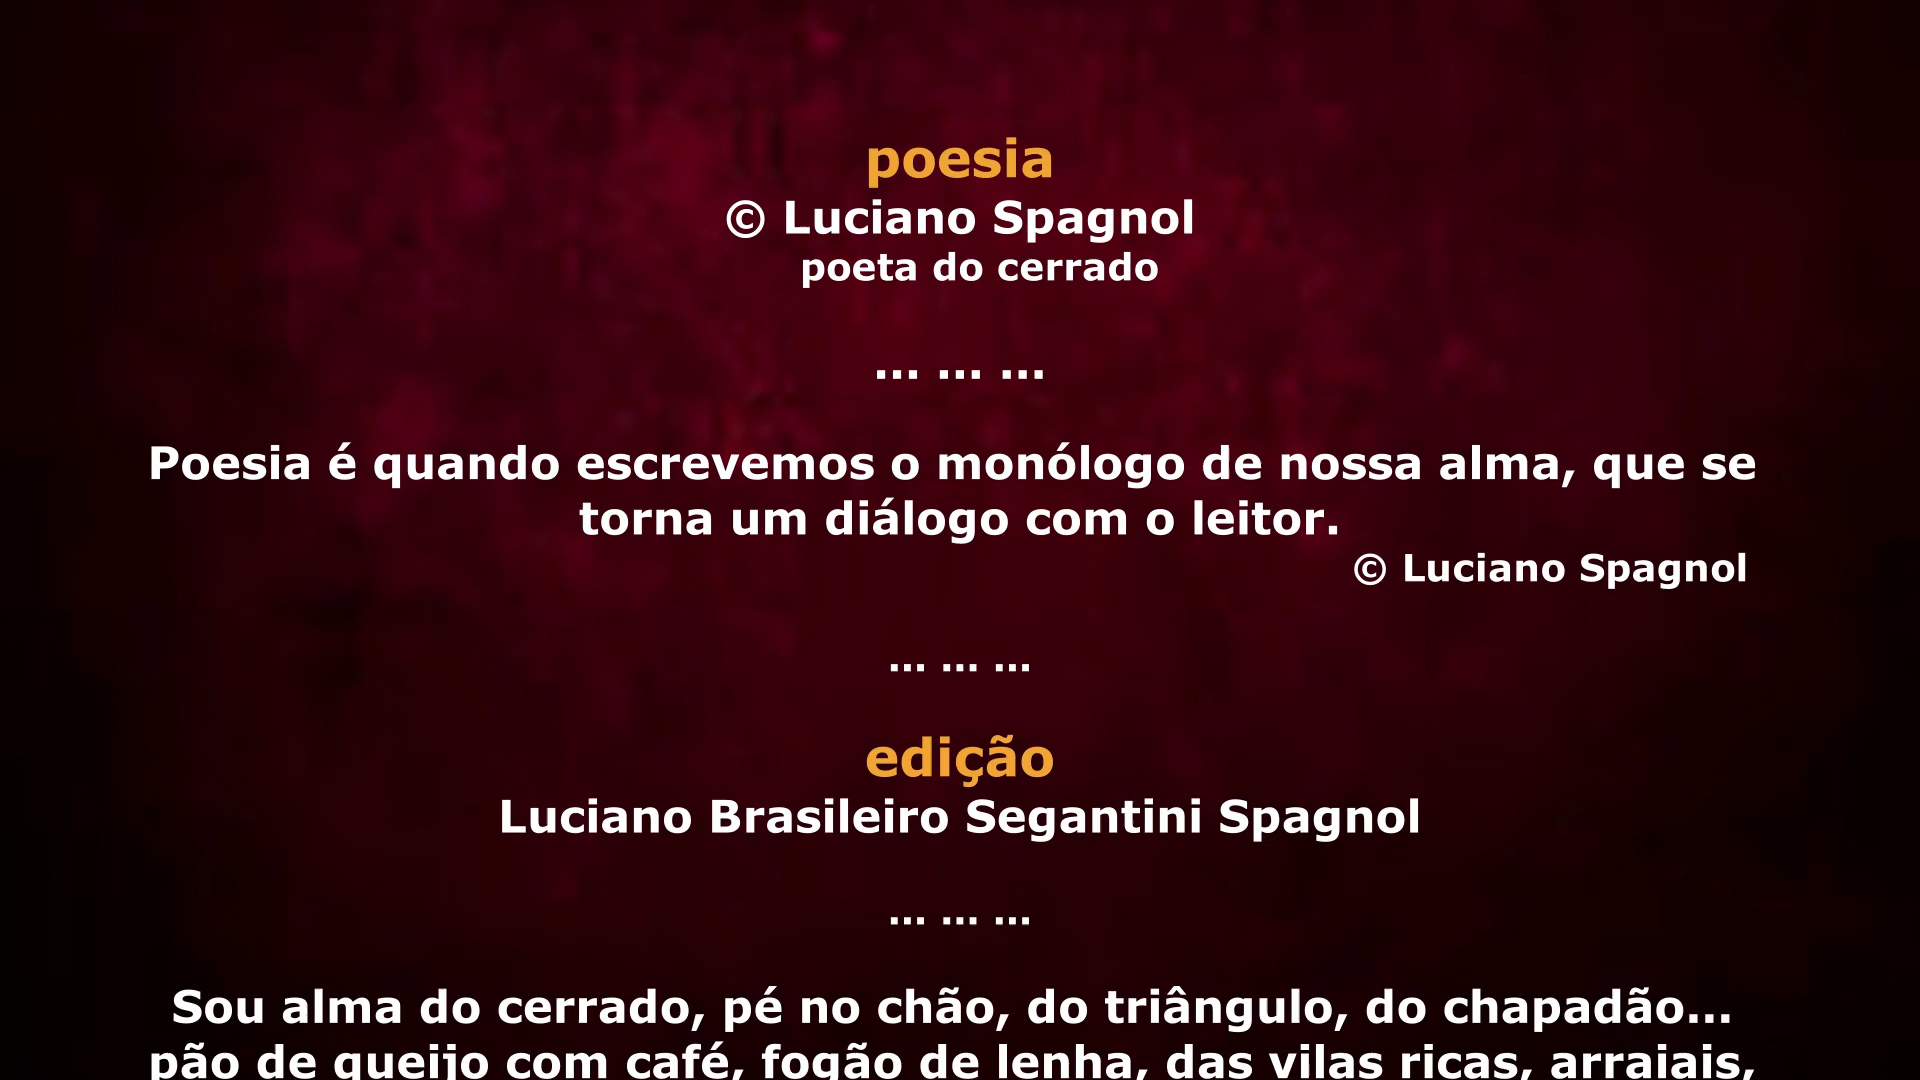 poesia
© Luciano Spagnol
poeta do cerrado
... ... ...
Poesia é quando escrevemos o monólogo de nossa alma, que se
torna um diálogo com o leitor.
© Luciano Spagnol
... ... ...
edição
Luciano Brasileiro Segantini Spagnol
... ... ...
Sou alma do cerrado, pé no chão, do triângulo, do chapadão...
pão de queijo com café, fogão de lenha, das vilas ricas, arraiais,